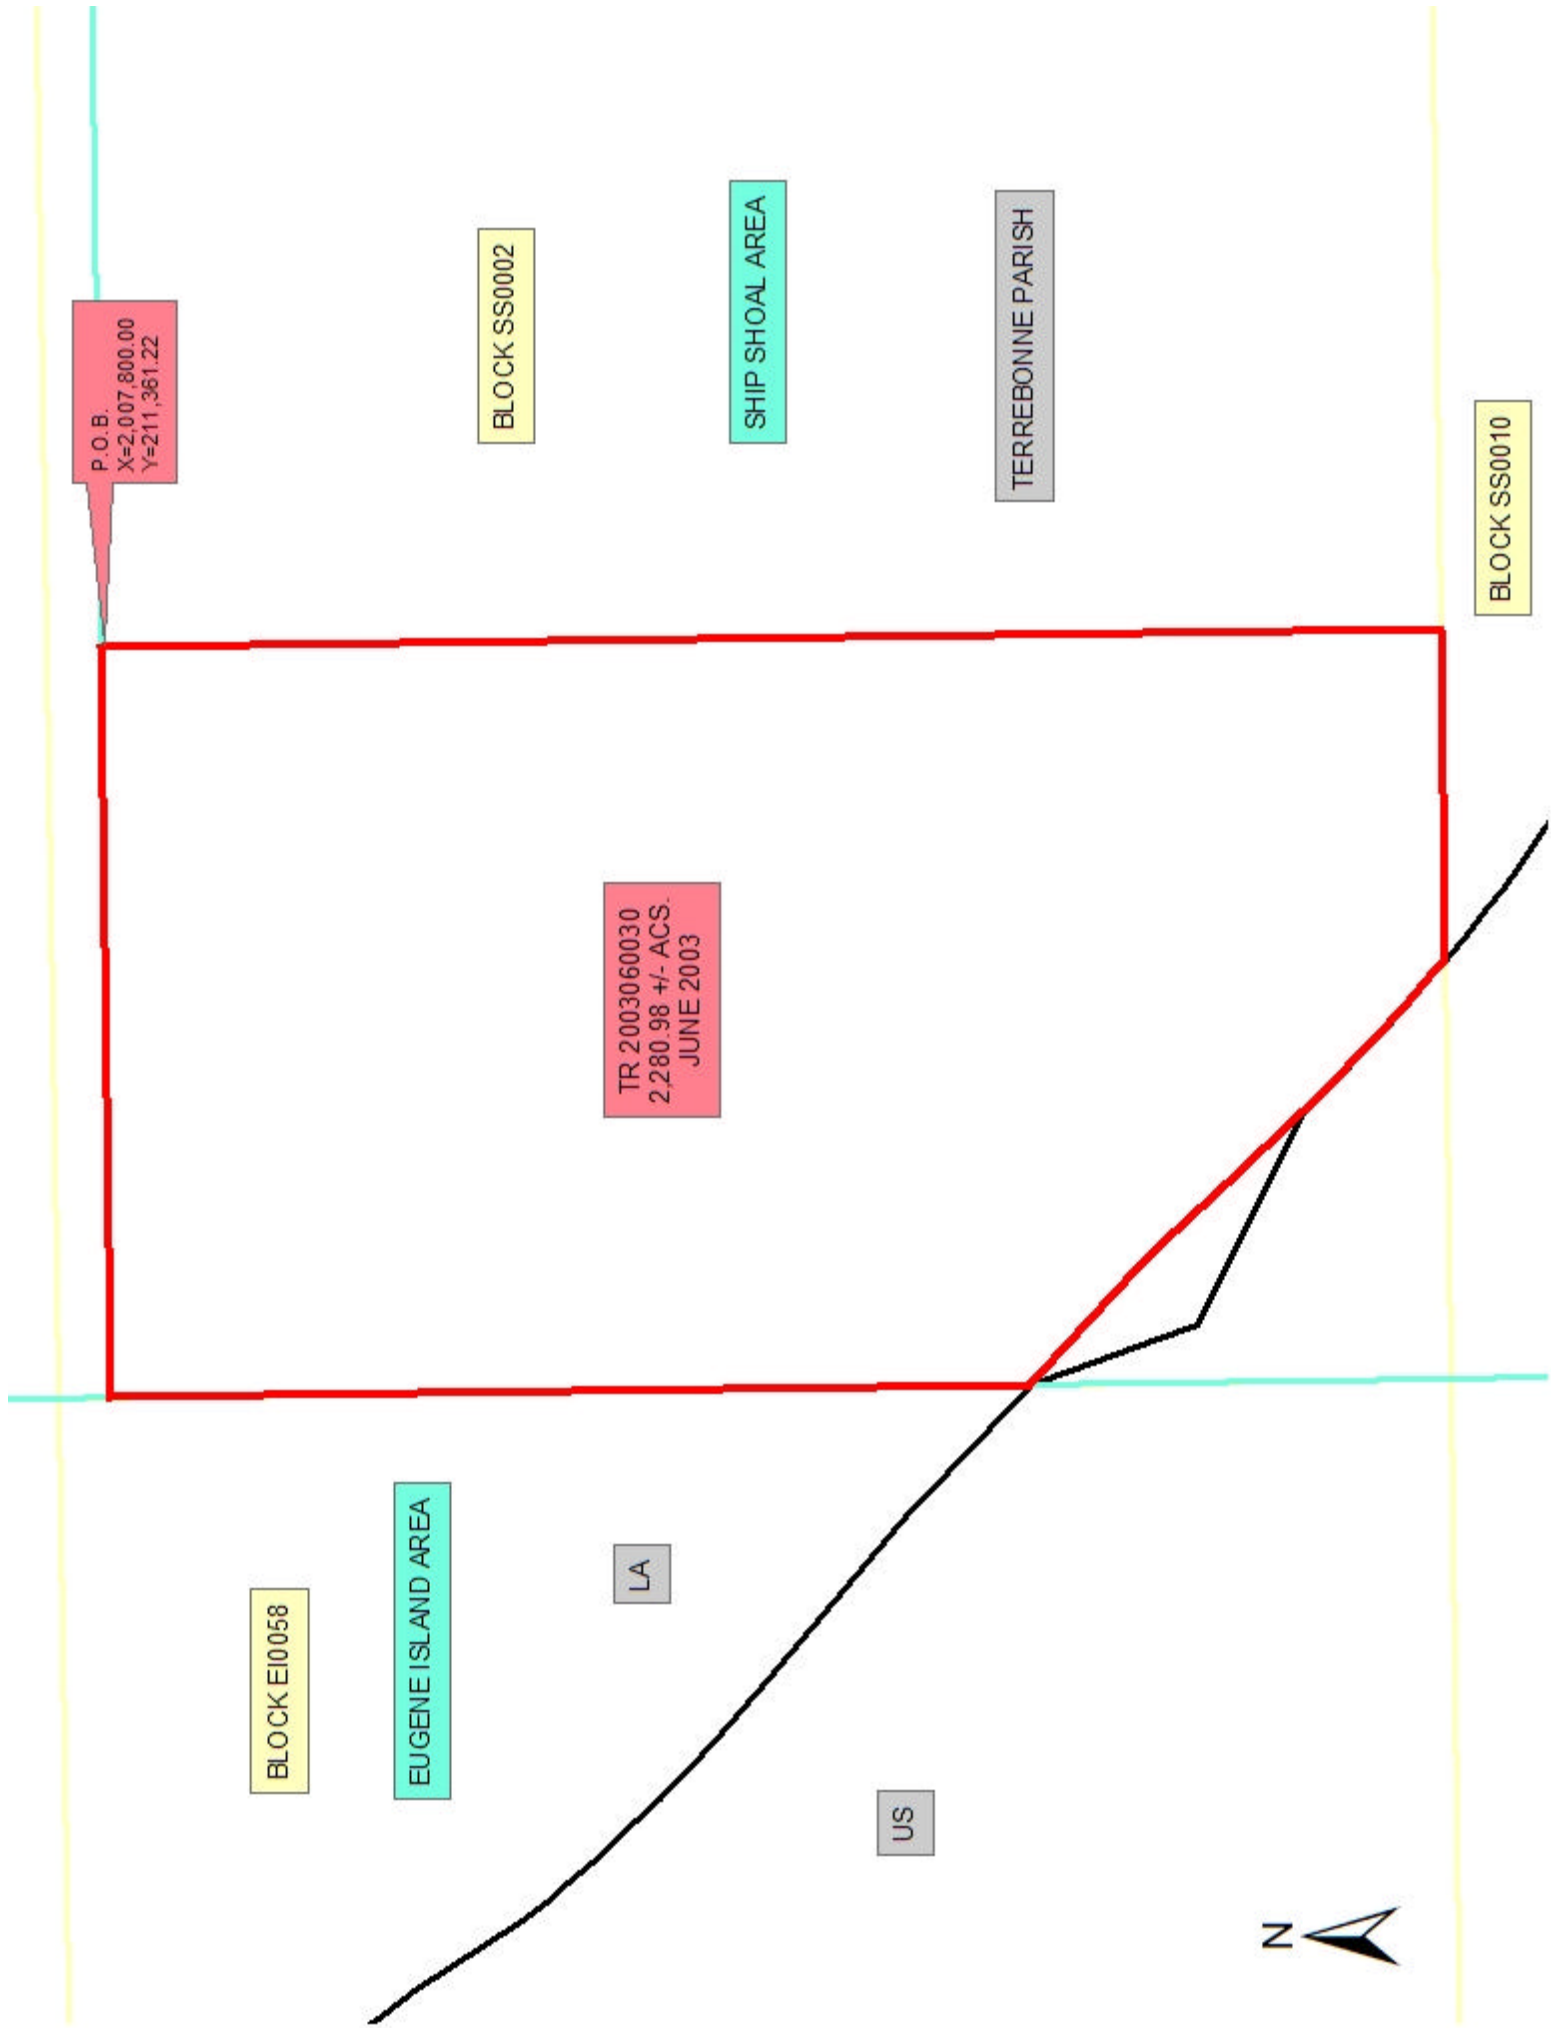 P.O.B.
X=2,007,800.00
Y=211,361.22
BLOCK SS0002
SHIP SHOAL AREA
TERREBONNE PARISH
BLOCK SS0010
TR 2003060030
2,280.98 +/- ACS.
JUNE 2003
BLOCK EI0058
EUGENE ISLAND AREA
LA
US
N